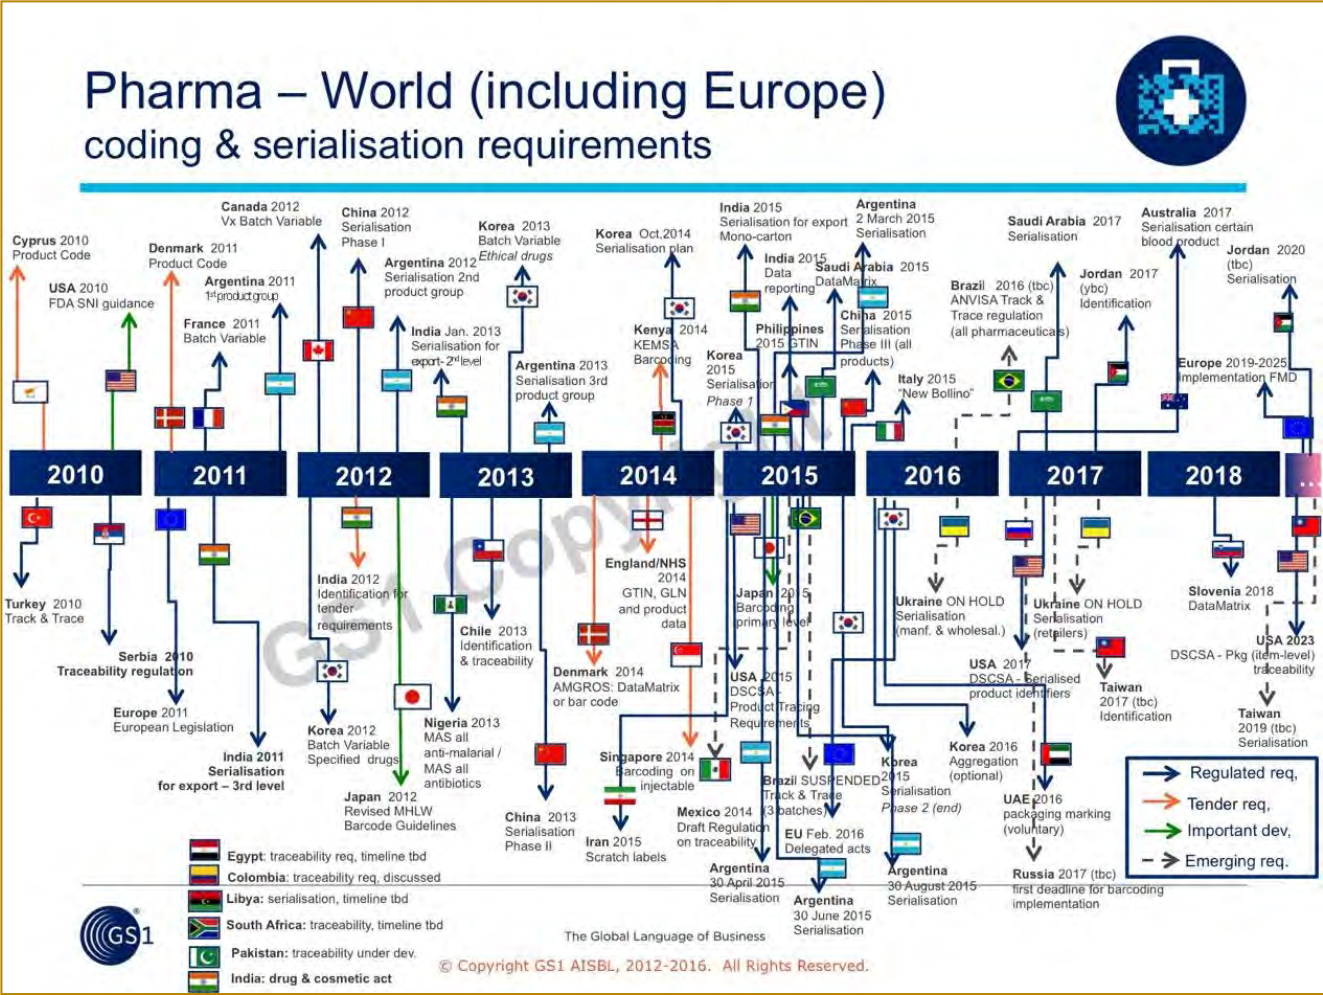 Pharma – World (including Europe)
coding & serialisation requirements
Cyprus 2010
Product Code
USA 2010
FDA SNI guidance
Denmark 2011
Product Code
France 2011
Batch Variable
Argentina 2011
1st product group
Canada 2012
Vx Batch Variable
China 2012
Serialisation
Phase I
Argentina 2012
Serialisation 2nd
product group
India Jan. 2013
Serialisation for
export- 2nd level
Korea 2013
Batch Variable
Ethical drugs
Argentina 2013
Serialisation 3rd
product group
Korea Oct,2014
Serialisation plan
Kenya 2014
KEMSA
Barcoding
Korea
2015
Serialisation
Phase 1
India 2015
Serialisation for export
Mono-carton
India 2015
Data
reporting
Philippines
2015 GTIN
Saudi Arabia 2015
DataMatrix
Argentina
2 March 2015
Serialisation
China 2015
Serialisation
Phase III (all
products)
Italy 2015
“New Bollino”
Brazil 2016 (tbc)
ANVISA Track &
Trace regulation
(all pharmaceuticals)
Saudi Arabia 2017
Serialisation
Jordan 2017
(ybc)
Identification
Australia 2017
Serialisation certain
blood product
Jordan 2020
(tbc)
Serialisation
Europe 2019-2025
Implementation FMD
2010
2011
2012
2013
2014
2015
2016
2017
2018
...
Turkey 2010
Track & Trace
Serbia 2010
Traceability regulation
Europe 2011
European Legislation
India 2011
Serialisation
for export – 3rd level
India 2012
Identification for
tender
requirements
Korea 2012
Batch Variable
Specified drugs
Japan 2012
Revised MHLW
Barcode Guidelines
Nigeria 2013
MAS all
anti-malarial /
MAS all
antibiotics
Chile 2013
Identification
& traceability
China 2013
Serialisation
Phase II
Denmark 2014
AMGROS: DataMatrix
or bar code
England/NHS
2014
GTIN, GLN
and product
data
Singapore 2014
Barcoding on
injectable
Iran 2015
Scratch labels
Mexico 2014
Draft Regulation
on traceability
USA 2015
DSCSA -
Product Tracing
Requirements
Japan 2015
Barcoding
primary level
Argentina
30 April 2015
Serialisation
Brazil SUSPENDED
Track & Trace
(3 batches)
EU Feb. 2016
Delegated acts
Argentina
30 June 2015
Serialisation
Korea
2015
Serialisation
Phase 2 (end)
Argentina
30 August 2015
Serialisation
Ukraine ON HOLD
Serialisation
(manf. & wholesal.)
Korea 2016
Aggregation
(optional)
USA 2017
DSCSA - Serialised
product identifiers
UAE 2016
packaging marking
(voluntary)
Russia 2017 (tbc)
first deadline for barcoding
implementation
Ukraine ON HOLD
Serialisation
(retailers)
Taiwan
2017 (tbc)
Identification
Slovenia 2018
DataMatrix
USA 2023
DSCSA - Pkg (item-level)
traceability
Taiwan
2019 (tbc)
Serialisation
Regulated req,
Tender req,
Important dev,
Emerging req.
Egypt: traceability req, timeline tbd
Colombia: traceability req, discussed
Libya: serialisation, timeline tbd
South Africa: traceability, timeline tbd
Pakistan: traceability under dev.
India: drug & cosmetic act
GS1
®
The Global Language of Business
© Copyright GS1 AISBL, 2012-2016. All Rights Reserved.
GS1 Copyright